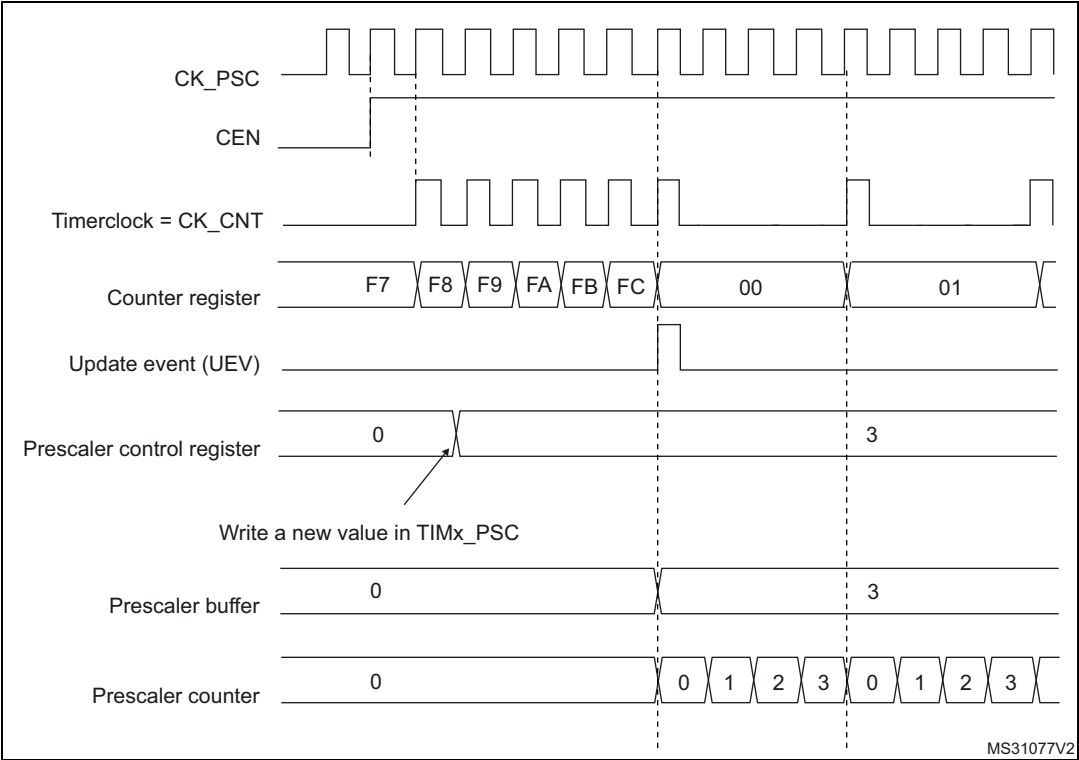 CK_PSC
CEN
Timerclock = CK_CNT
Counter register
F7 F8 F9 FA FB FC 00 01
Update event (UEV)
Prescaler control register
0 3
Write a new value in TIMx_PSC
Prescaler buffer
0 3
Prescaler counter
0 0 1 2 3 0 1 2 3
MS31077V2